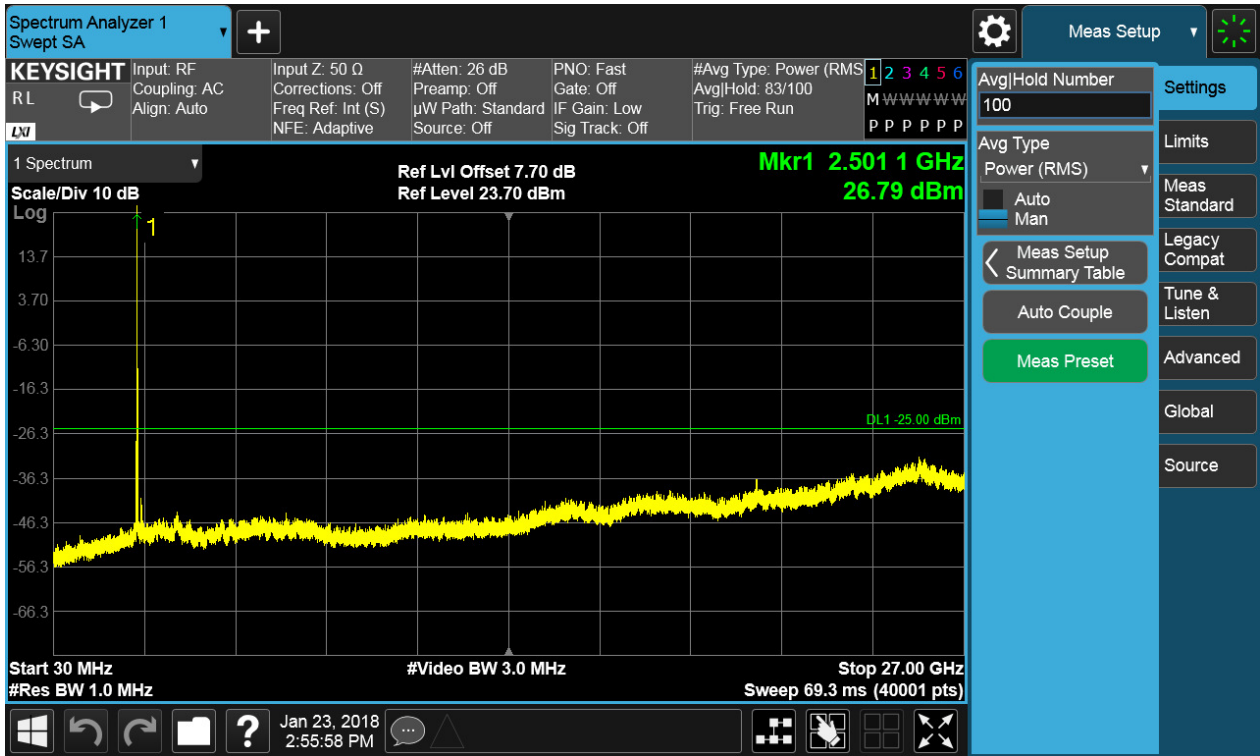 Spectrum Analyzer 1
Swept SA
Meas Setup
KEYSIGHT
RL
LXI
Input: RF
Coupling: AC
Align: Auto
Input Z: 50 Ω
Corrections: Off
Freq Ref: Int (S)
NFE: Adaptive
#Atten: 26 dB
Preamp: Off
µW Path: Standard
Source: Off
PNO: Fast
Gate: Off
IF Gain: Low
Sig Track: Off
#Avg Type: Power (RMS
Avg|Hold: 83/100
Trig: Free Run
1 2 3 4 5 6
M W W W W W
P P P P P P
1 Spectrum
Scale/Div 10 dB
Log
Ref Lvl Offset 7.70 dB
Ref Level 23.70 dBm
Mkr1 2.501 1 GHz
26.79 dBm
1
13.7
3.70
-6.30
-16.3
-26.3
-36.3
-46.3
-56.3
-66.3
DL1 -25.00 dBm
Start 30 MHz
#Res BW 1.0 MHz
#Video BW 3.0 MHz
Stop 27.00 GHz
Sweep 69.3 ms (40001 pts)
Avg|Hold Number
100
Avg Type
Power (RMS)
Auto
Man
Meas Setup
Summary Table
Auto Couple
Meas Preset
Settings
Limits
Meas
Standard
Legacy
Compat
Tune &
Listen
Advanced
Global
Source
?
Jan 23, 2018
2:55:58 PM